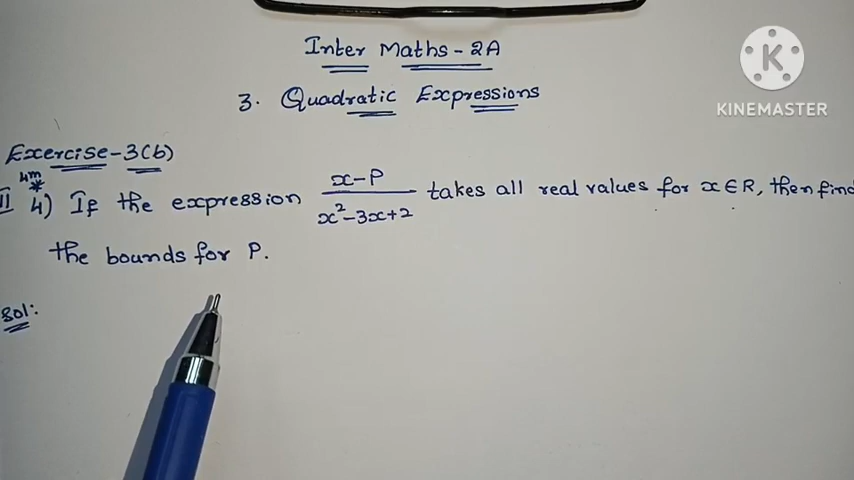 Inter Maths - 2A
KINEMASTER
3. Quadratic Expressions
Exercise - 3(b)
4m
II * 4) If the expression x-P / x²-3x+2 takes all real values for x∈R, then find
the bounds for P.
Sol: